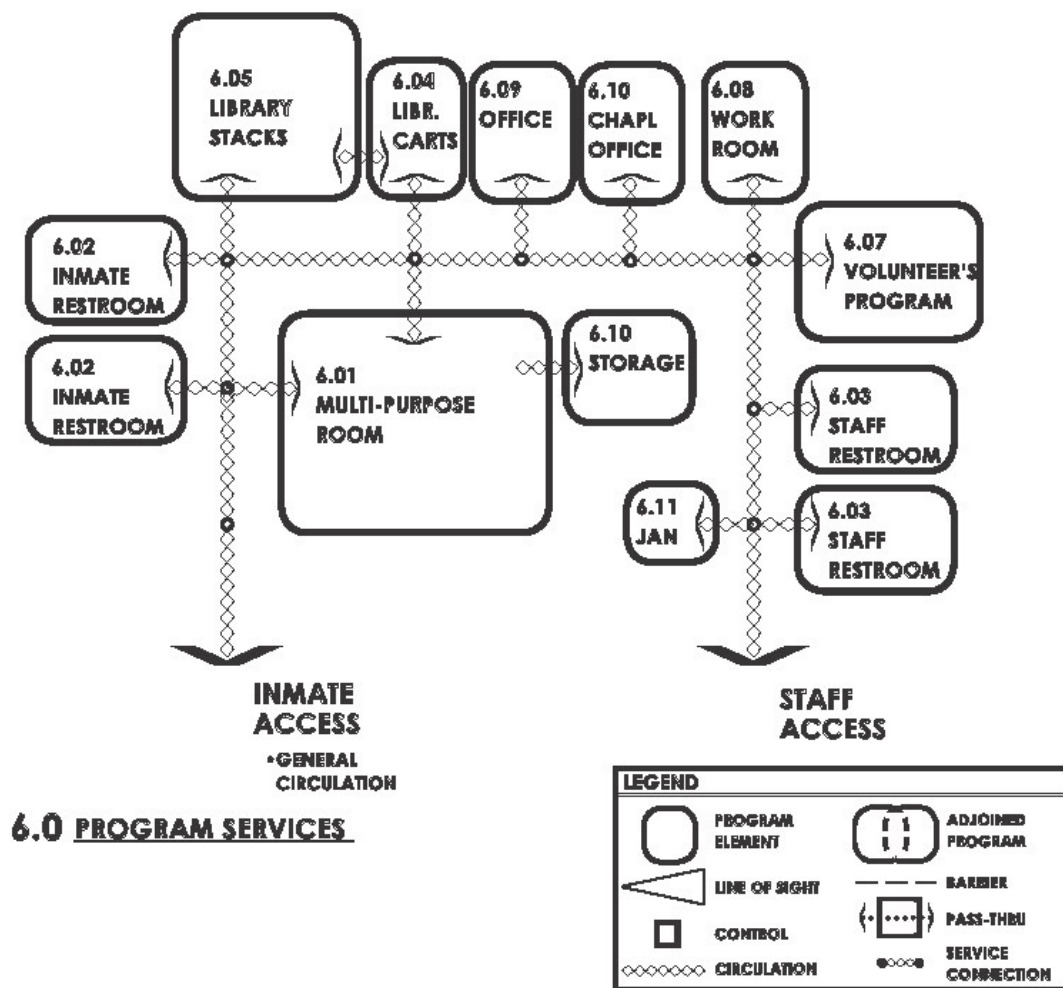 6.05
LIBRARY
STACKS
6.04
LIBR.
CARTS
6.09
OFFICE
6.10
CHAPL
OFFICE
6.08
WORK
ROOM
6.02
INMATE
RESTROOM
6.07
VOLUNTEER'S
PROGRAM
6.02
INMATE
RESTROOM
6.01
MULTI-PURPOSE
ROOM
6.10
STORAGE
6.03
STAFF
RESTROOM
6.11
JAN
6.03
STAFF
RESTROOM
INMATE
ACCESS
•GENERAL
CIRCULATION
STAFF
ACCESS
6.0 PROGRAM SERVICES
LEGEND
PROGRAM
ELEMENT
ADJOINED
PROGRAM
LINE OF SIGHT
BARRIER
PASS-THRU
CONTROL
CIRCULATION
SERVICE
CONNECTION